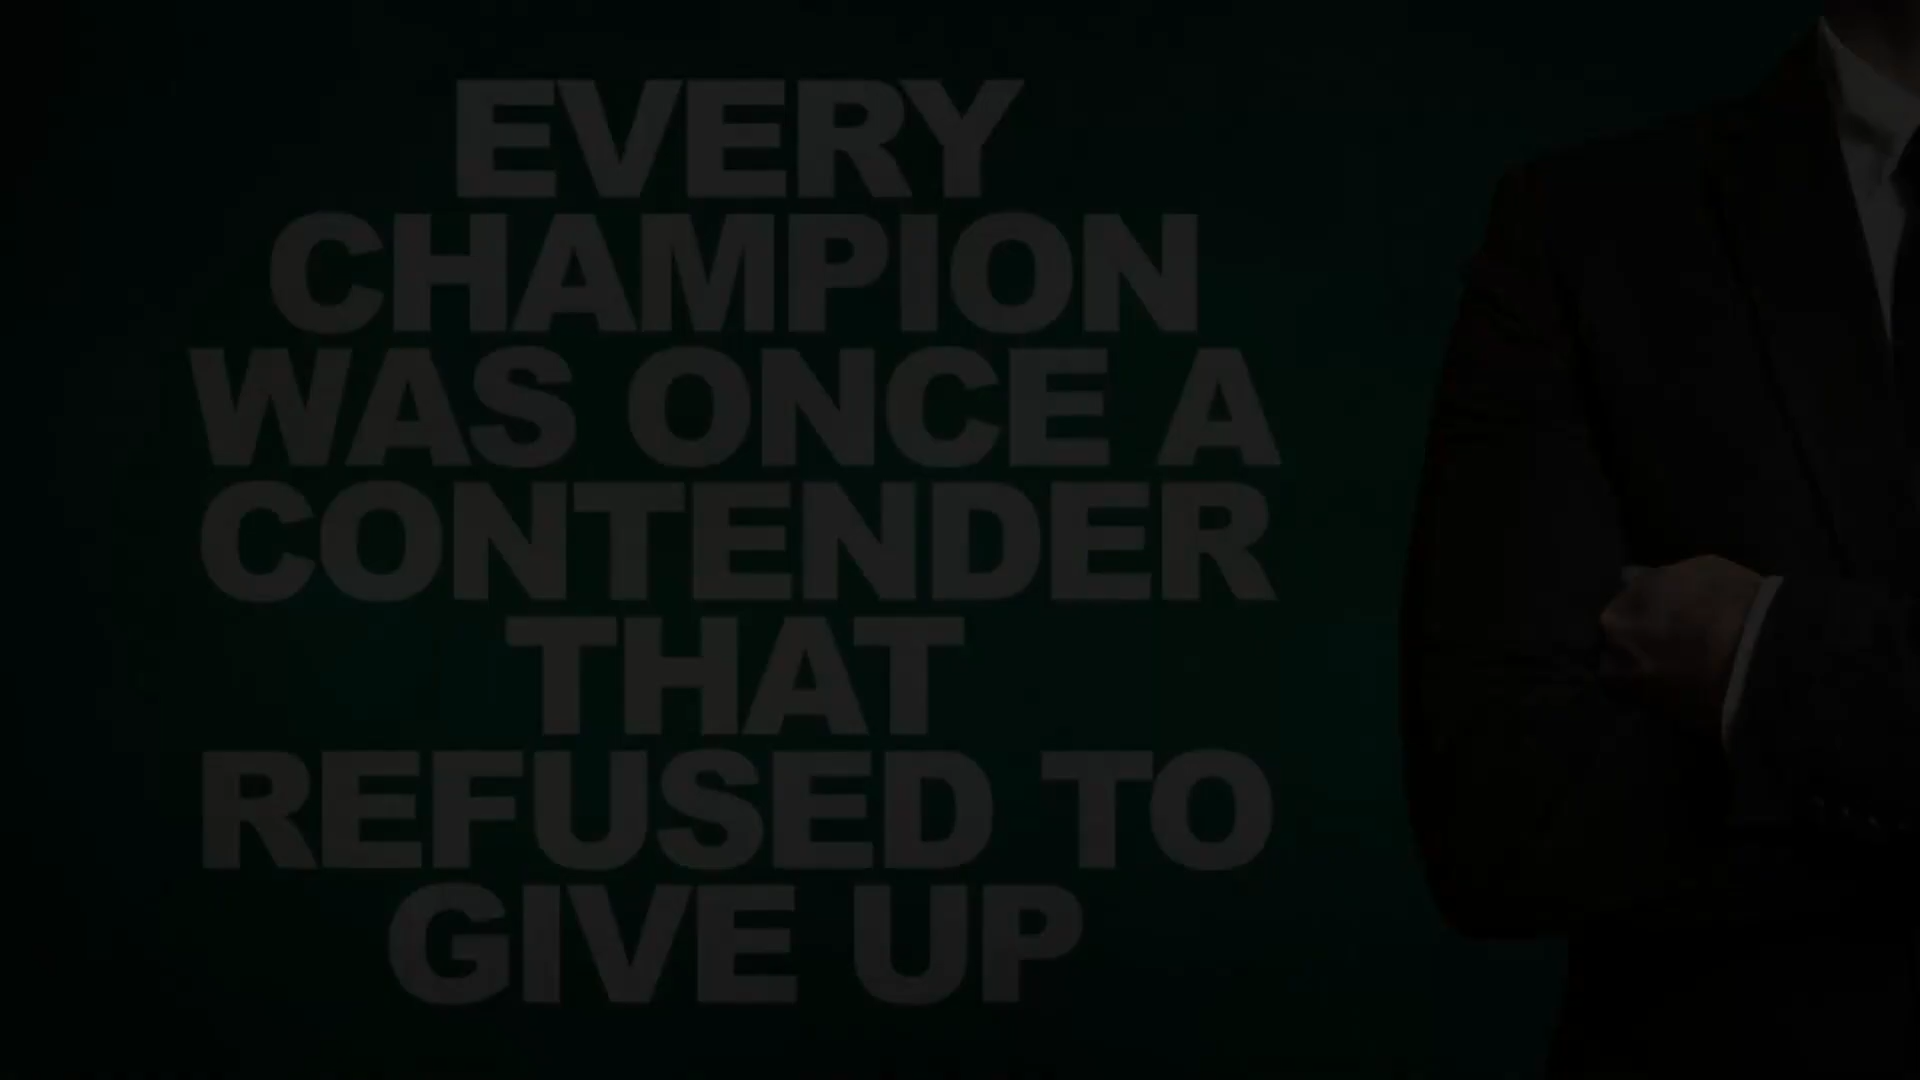 EVERY
CHAMPION
WAS ONCE A
CONTENDER
THAT
REFUSED TO
GIVE UP